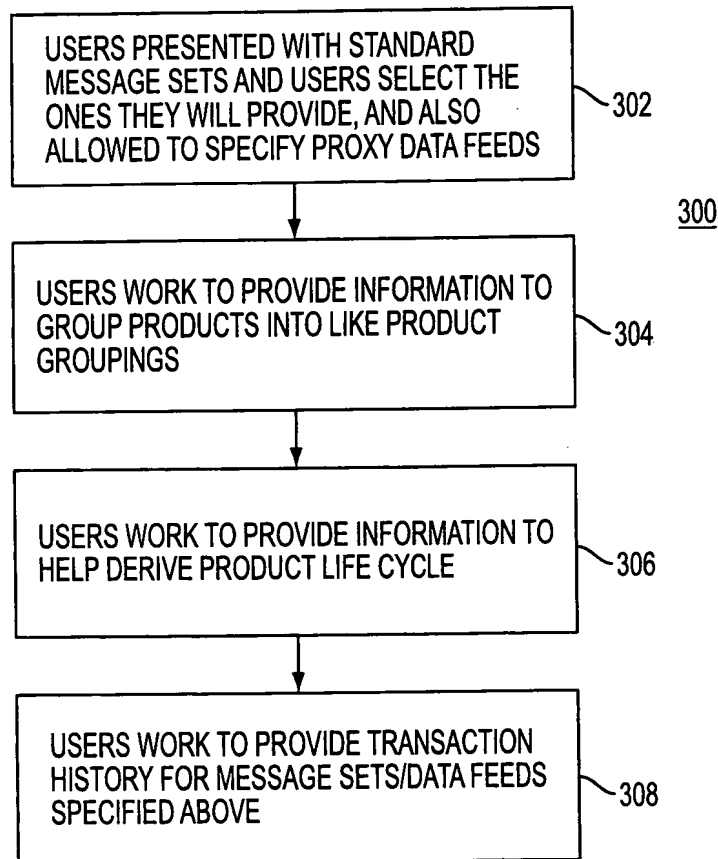 USERS PRESENTED WITH STANDARD
MESSAGE SETS AND USERS SELECT THE
ONES THEY WILL PROVIDE, AND ALSO
ALLOWED TO SPECIFY PROXY DATA FEEDS
302
300
USERS WORK TO PROVIDE INFORMATION TO
GROUP PRODUCTS INTO LIKE PRODUCT
GROUPINGS
304
USERS WORK TO PROVIDE INFORMATION TO
HELP DERIVE PRODUCT LIFE CYCLE
306
USERS WORK TO PROVIDE TRANSACTION
HISTORY FOR MESSAGE SETS/DATA FEEDS
SPECIFIED ABOVE
308